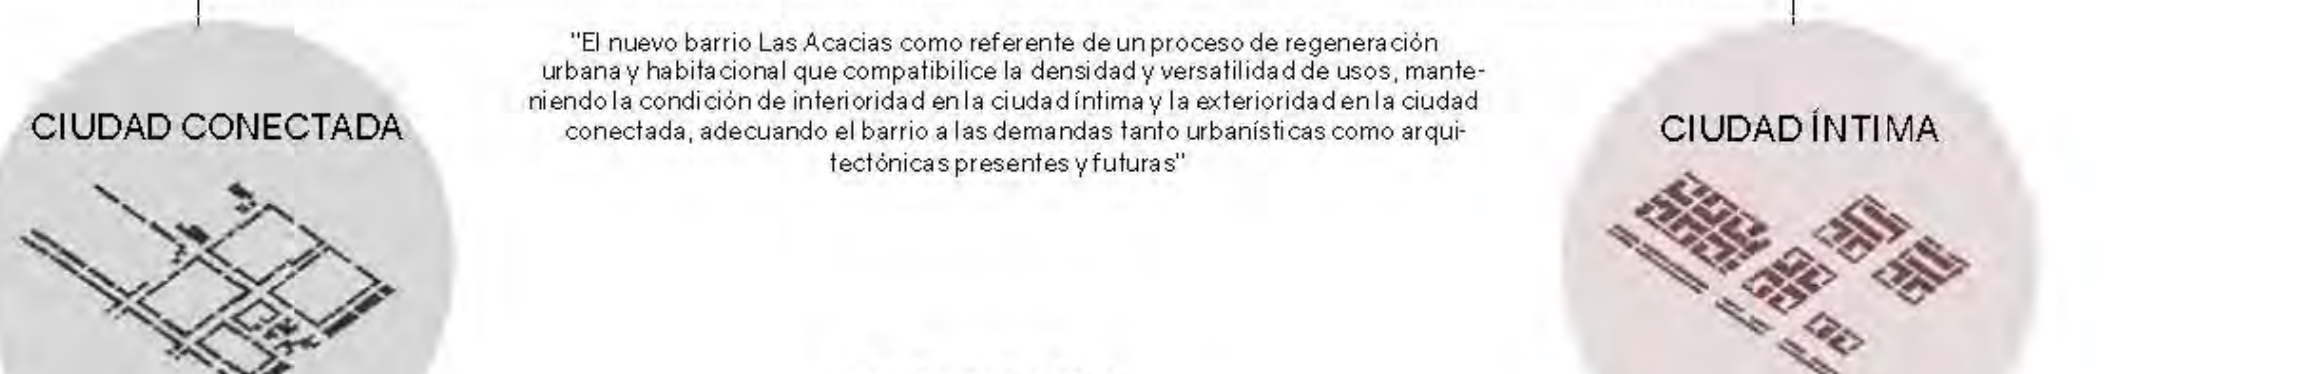 "El nuevo barrio Las Acacias como referente de un proceso de regeneración
urbana y habitacional que compatibilice la densidad y versatilidad de usos, mante-
niendo la condición de interioridad en la ciudad íntima y la exterioridad en la ciudad
conectada, adecuando el barrio a las demandas tanto urbanísticas como arqui-
tectónicas presentes y futuras"
CIUDAD CONECTADA
CIUDAD ÍNTIMA